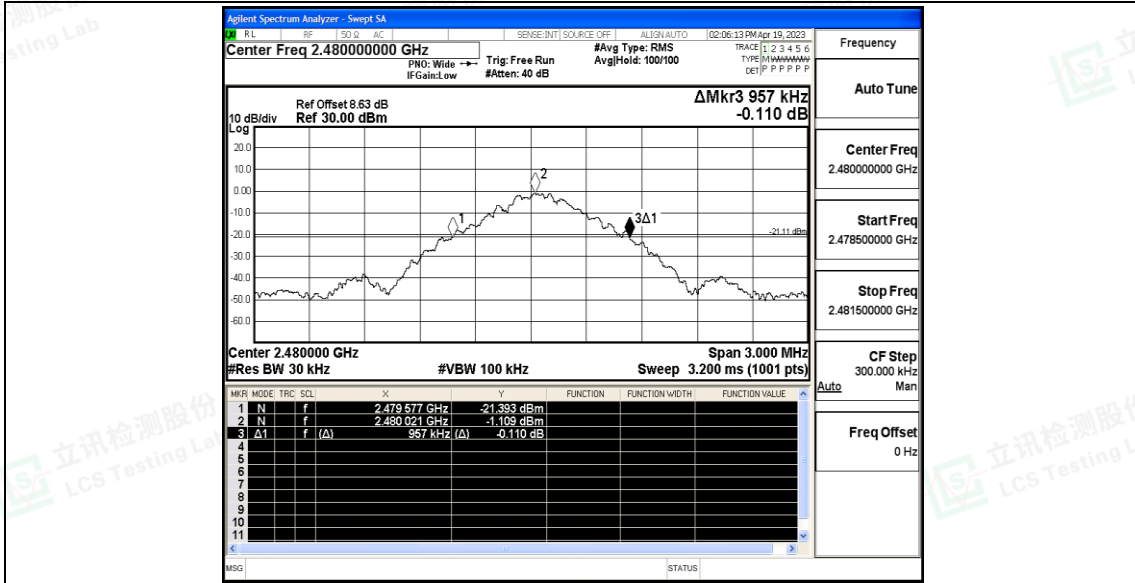 Agilent Spectrum Analyzer - Swept SA
RL RF 50 Ω AC SENSE:INT SOURCE OFF ALIGN AUTO 02:06:13 PM Apr 19, 2023
Center Freq 2.480000000 GHz
PNO: Wide
IFGain:Low
Trig: Free Run
#Atten: 40 dB
#Avg Type: RMS
Avg|Hold: 100/100
TRACE 1 2 3 4 5 6
TYPE M WWWWW
DET P P P P P P
10 dB/div
Log
Ref Offset 8.63 dB
Ref 30.00 dBm
ΔMkr3 957 kHz
-0.110 dB
20.0
10.0
0.00
-10.0
-20.0
-30.0
-40.0
-50.0
-60.0
1
2
3Δ1
-21.11 dBm
Center 2.480000 GHz Span 3.000 MHz
#Res BW 30 kHz #VBW 100 kHz Sweep 3.200 ms (1001 pts)
MKR MODE TRC SCL X Y FUNCTION FUNCTION WIDTH FUNCTION VALUE
1 N f 2.479 577 GHz -21.393 dBm
2 N f 2.480 021 GHz -1.109 dBm
3 Δ1 f (Δ) 957 kHz (Δ) -0.110 dB
4
5
6
7
8
9
10
11
MSG STATUS
Frequency
Auto Tune
Center Freq
2.480000000 GHz
Start Freq
2.478500000 GHz
Stop Freq
2.481500000 GHz
CF Step
300.000 kHz
Auto Man
Freq Offset
0 Hz
立讯检测股份
LCS Testing Lab
立讯检测股份
LCS Testing L